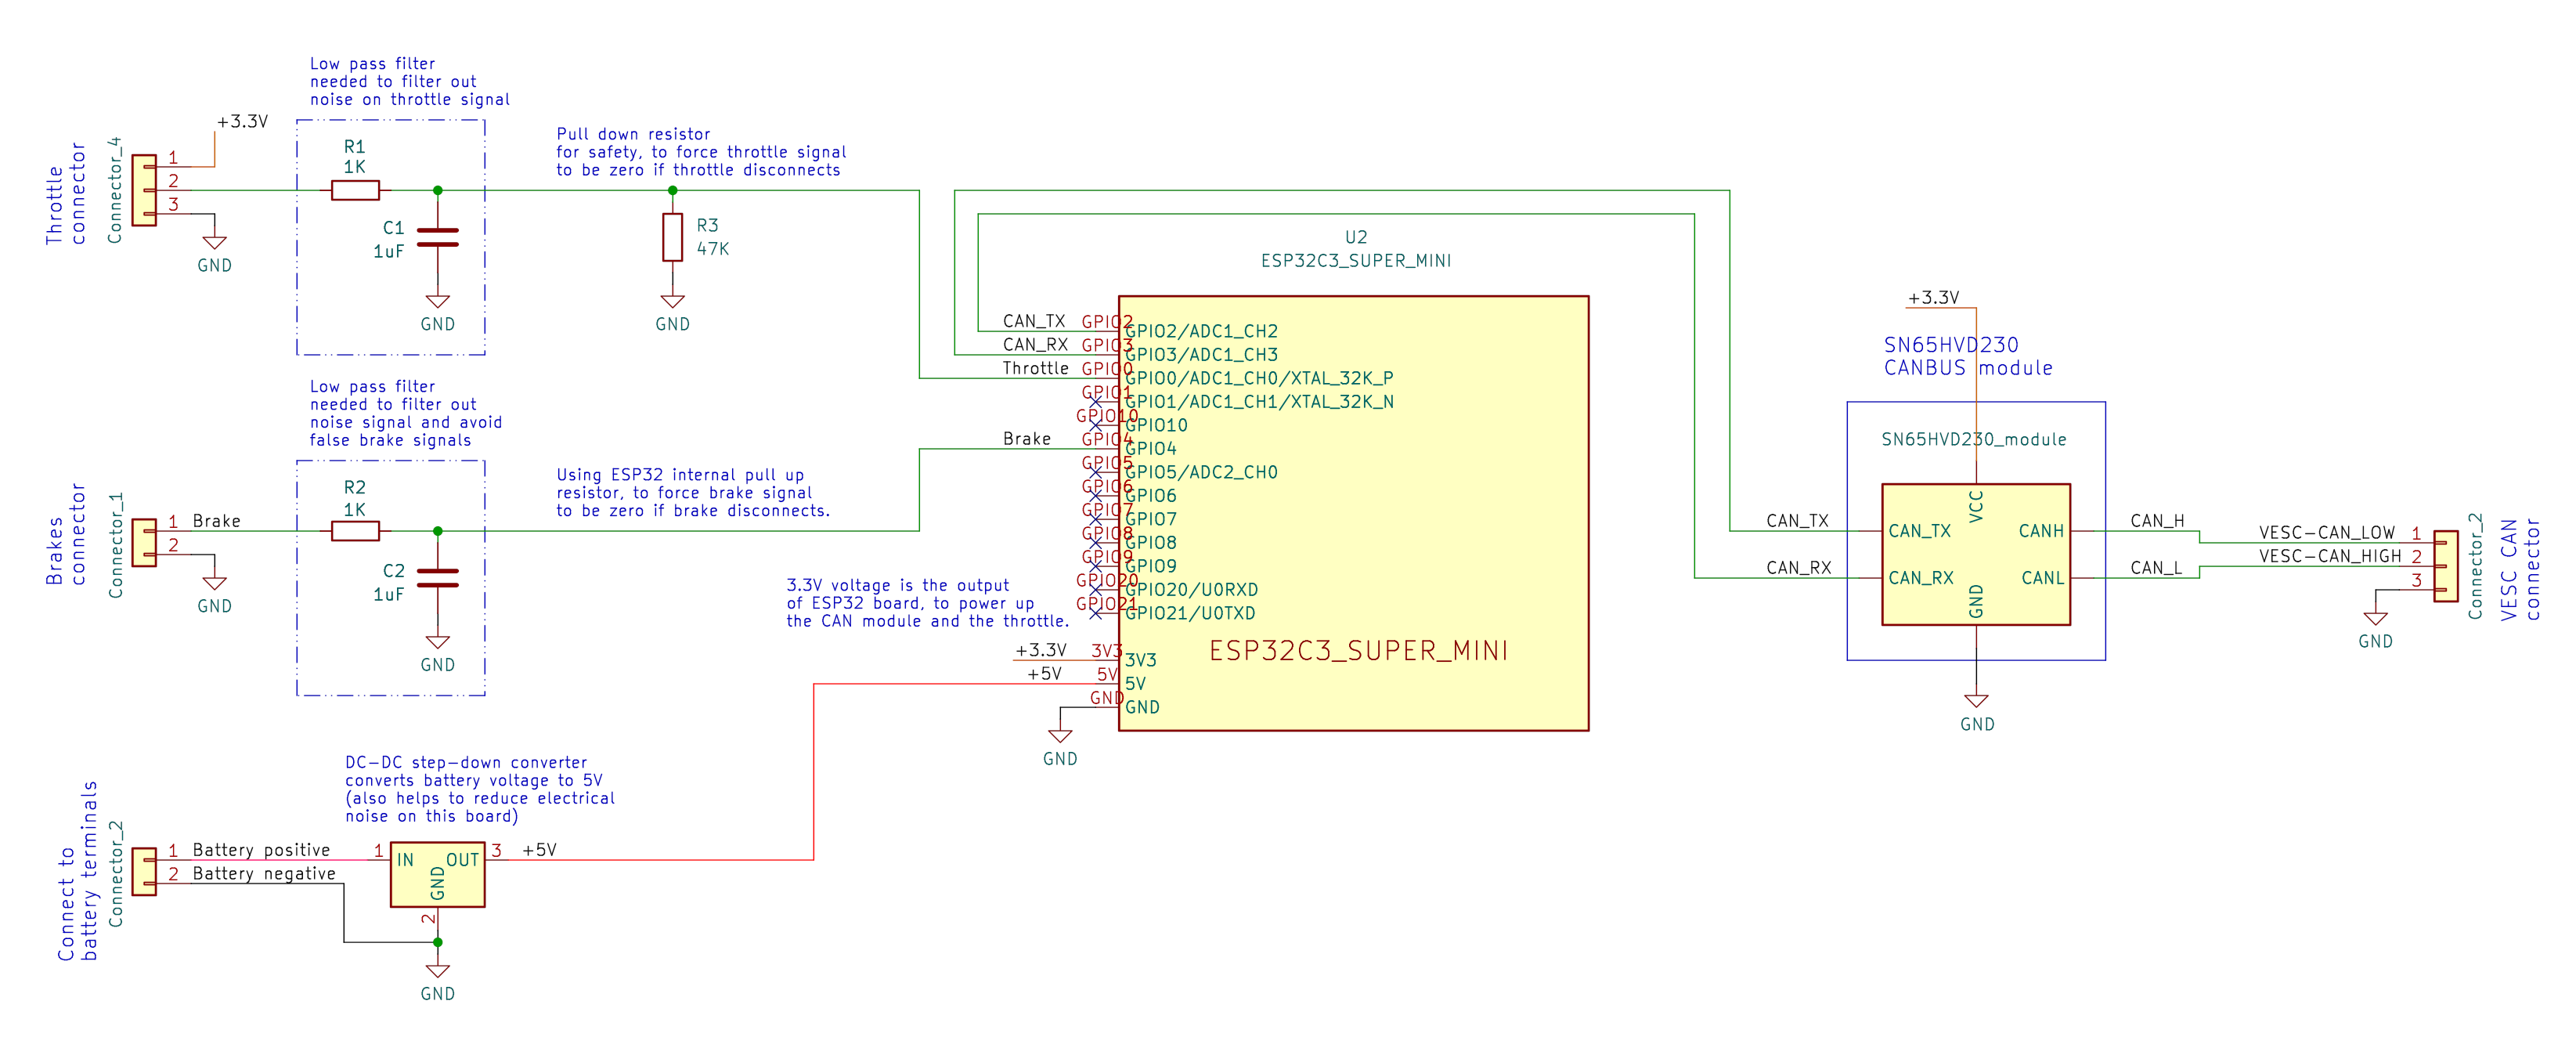 Low pass filter
needed to filter out
noise on throttle signal
Throttle
connector
Connector_4
1
2
3
+3.3V
GND
R1
1K
C1
1uF
GND
Pull down resistor
for safety, to force throttle signal
to be zero if throttle disconnects
R3
47K
GND
Low pass filter
needed to filter out
noise signal and avoid
false brake signals
Brakes
connector
Connector_1
1
2
Brake
GND
R2
1K
C2
1uF
GND
Using ESP32 internal pull up
resistor, to force brake signal
to be zero if brake disconnects.
3.3V voltage is the output
of ESP32 board, to power up
the CAN module and the throttle.
DC-DC step-down converter
converts battery voltage to 5V
(also helps to reduce electrical
noise on this board)
Connect to
battery terminals
Connector_2
1
2
Battery positive
Battery negative
1
IN
OUT
GND
3
2
+5V
GND
U2
ESP32C3_SUPER_MINI
CAN_TX
GPIO2
GPIO2/ADC1_CH2
CAN_RX
GPIO3
GPIO3/ADC1_CH3
Throttle
GPIO0
GPIO0/ADC1_CH0/XTAL_32K_P
GPIO1
GPIO1/ADC1_CH1/XTAL_32K_N
GPIO10
GPIO10
Brake
GPIO4
GPIO4
GPIO5
GPIO5/ADC2_CH0
GPIO6
GPIO6
GPIO7
GPIO7
GPIO8
GPIO8
GPIO9
GPIO9
GPIO20
GPIO20/U0RXD
GPIO21
GPIO21/U0TXD
ESP32C3_SUPER_MINI
+3.3V
3V3
3V3
+5V
5V
5V
GND
GND
GND
+3.3V
SN65HVD230
CANBUS module
SN65HVD230_module
CAN_TX
CAN_RX
CAN_TX
CAN_RX
VCC
GND
CANH
CANL
GND
CAN_H
CAN_L
VESC-CAN_LOW
VESC-CAN_HIGH
1
2
3
GND
Connector_2
VESC CAN
connector